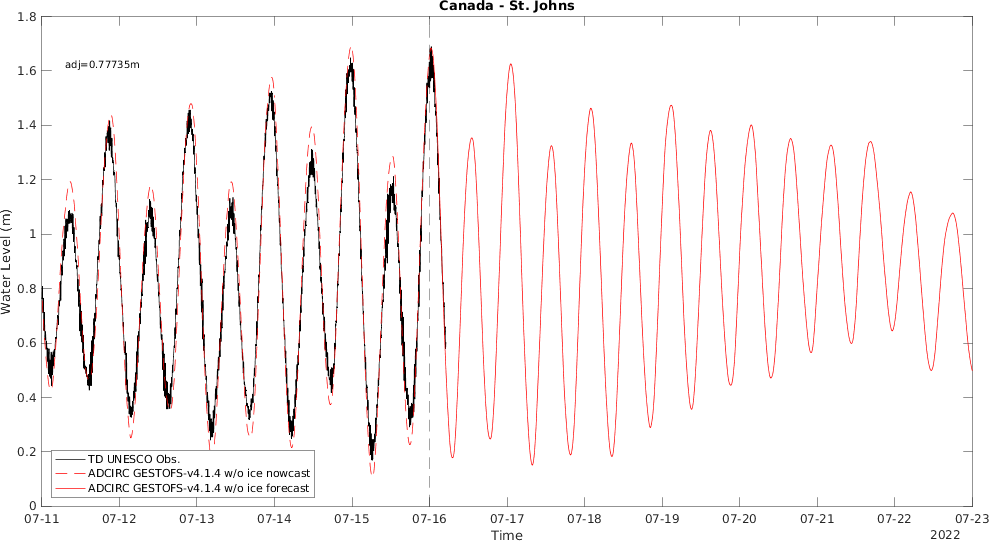 Canada - St. Johns
1.8
1.6
1.4
1.2
1
0.8
0.6
0.4
0.2
0
Water Level (m)
adj=0.77735m
TD UNESCO Obs.
ADCIRC GESTOFS-v4.1.4 w/o ice nowcast
ADCIRC GESTOFS-v4.1.4 w/o ice forecast
07-11 07-12 07-13 07-14 07-15 07-16 07-17 07-18 07-19 07-20 07-21 07-22 07-23
Time
2022